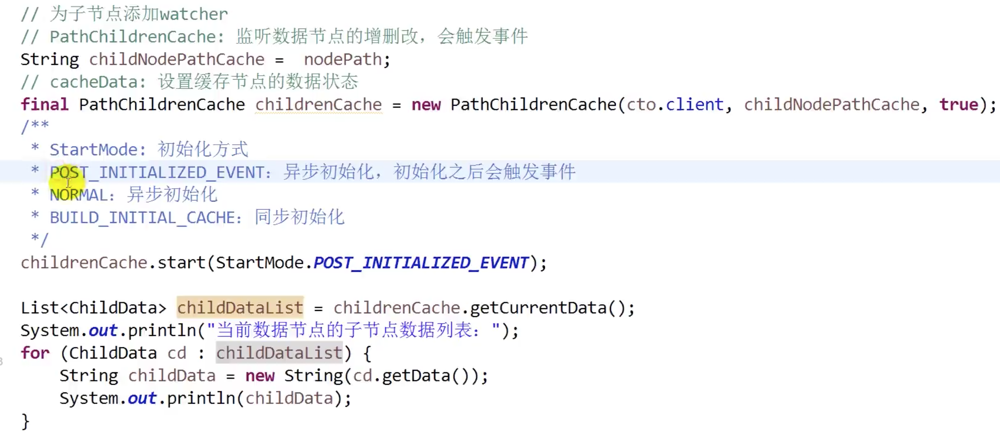 // 为子节点添加watcher
// PathChildrenCache: 监听数据节点的增删改，会触发事件
String childNodePathCache =  nodePath;
// cacheData: 设置缓存节点的数据状态
final PathChildrenCache childrenCache = new PathChildrenCache(cto.client, childNodePathCache, true);
/**
 * StartMode: 初始化方式
 * POST_INITIALIZED_EVENT：异步初始化，初始化之后会触发事件
 * NORMAL：异步初始化
 * BUILD_INITIAL_CACHE：同步初始化
 */
childrenCache.start(StartMode.POST_INITIALIZED_EVENT);
List<ChildData> childDataList = childrenCache.getCurrentData();
System.out.println("当前数据节点的子节点数据列表：");
for (ChildData cd : childDataList) {
    String childData = new String(cd.getData());
    System.out.println(childData);
}